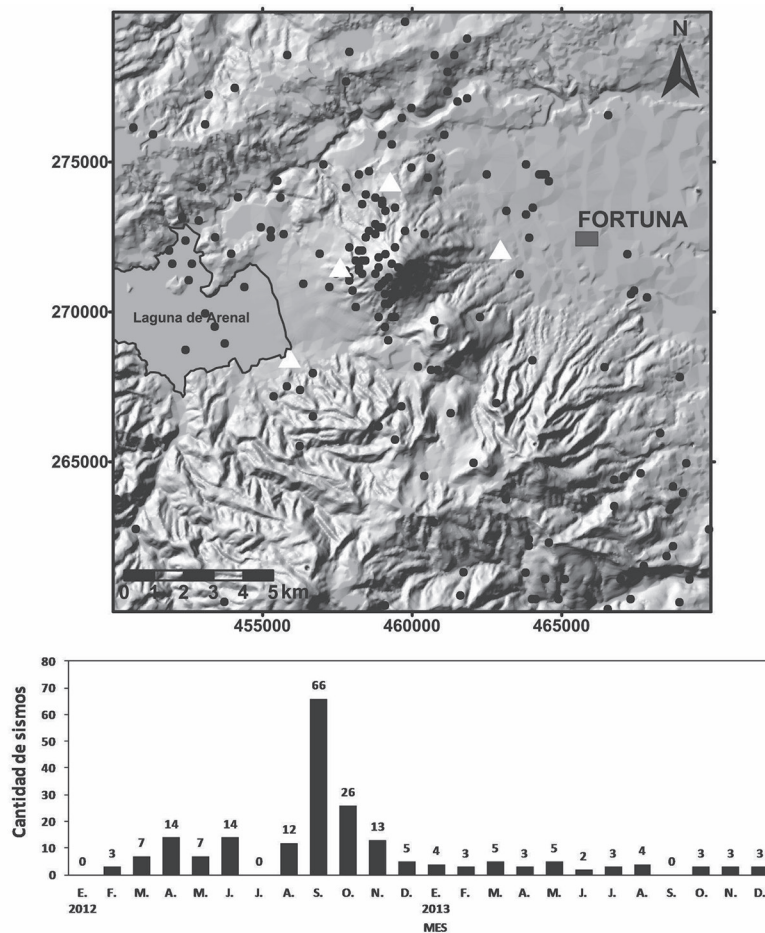 N
275000
FORTUNA
270000
Laguna de Arenal
265000
0 1 2 3 4 5 km
455000 460000 465000
Cantidad de sismos
80
70
60
50
40
30
20
10
0
0 3 7 14 7 14 0 12 66 26 13 5 4 3 5 3 5 2 3 4 0 3 3 3
E. F. M. A. M. J. J. A. S. O. N. D. E. F. M. A. M. J. J. A. S. O. N. D.
2012 2013
MES